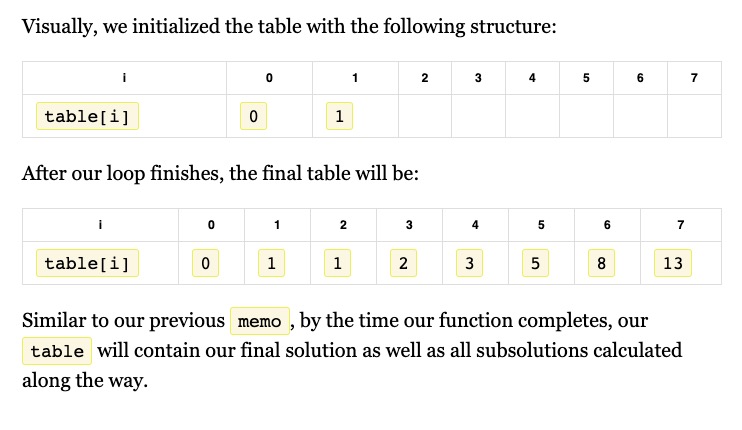 Visually, we initialized the table with the following structure:
i 0 1 2 3 4 5 6 7
table[i] 0 1
After our loop finishes, the final table will be:
i 0 1 2 3 4 5 6 7
table[i] 0 1 1 2 3 5 8 13
Similar to our previous memo , by the time our function completes, our
table will contain our final solution as well as all subsolutions calculated
along the way.